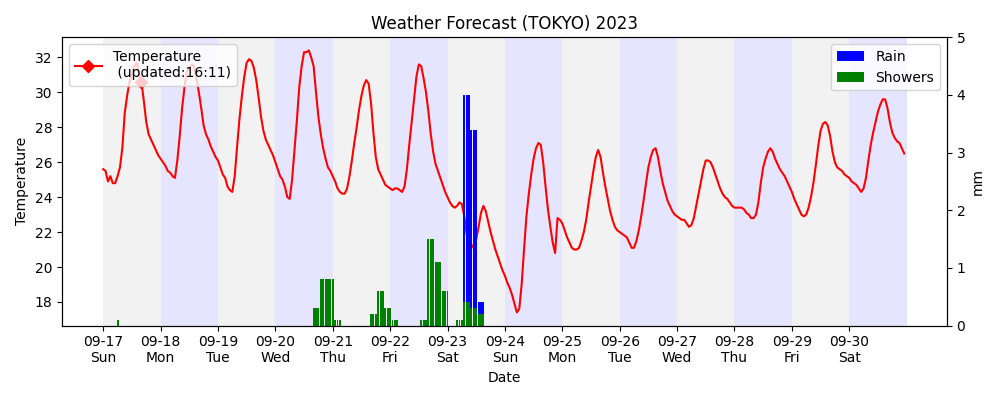 Weather Forecast (TOKYO) 2023
Temperature
(updated:16:11)
Rain
Showers
Temperature
32
30
28
26
24
22
20
18
5
4
3
2
1
0
mm
09-17 09-18 09-19 09-20 09-21 09-22 09-23 09-24 09-25 09-26 09-27 09-28 09-29 09-30
Sun Mon Tue Wed Thu Fri Sat Sun Mon Tue Wed Thu Fri Sat
Date